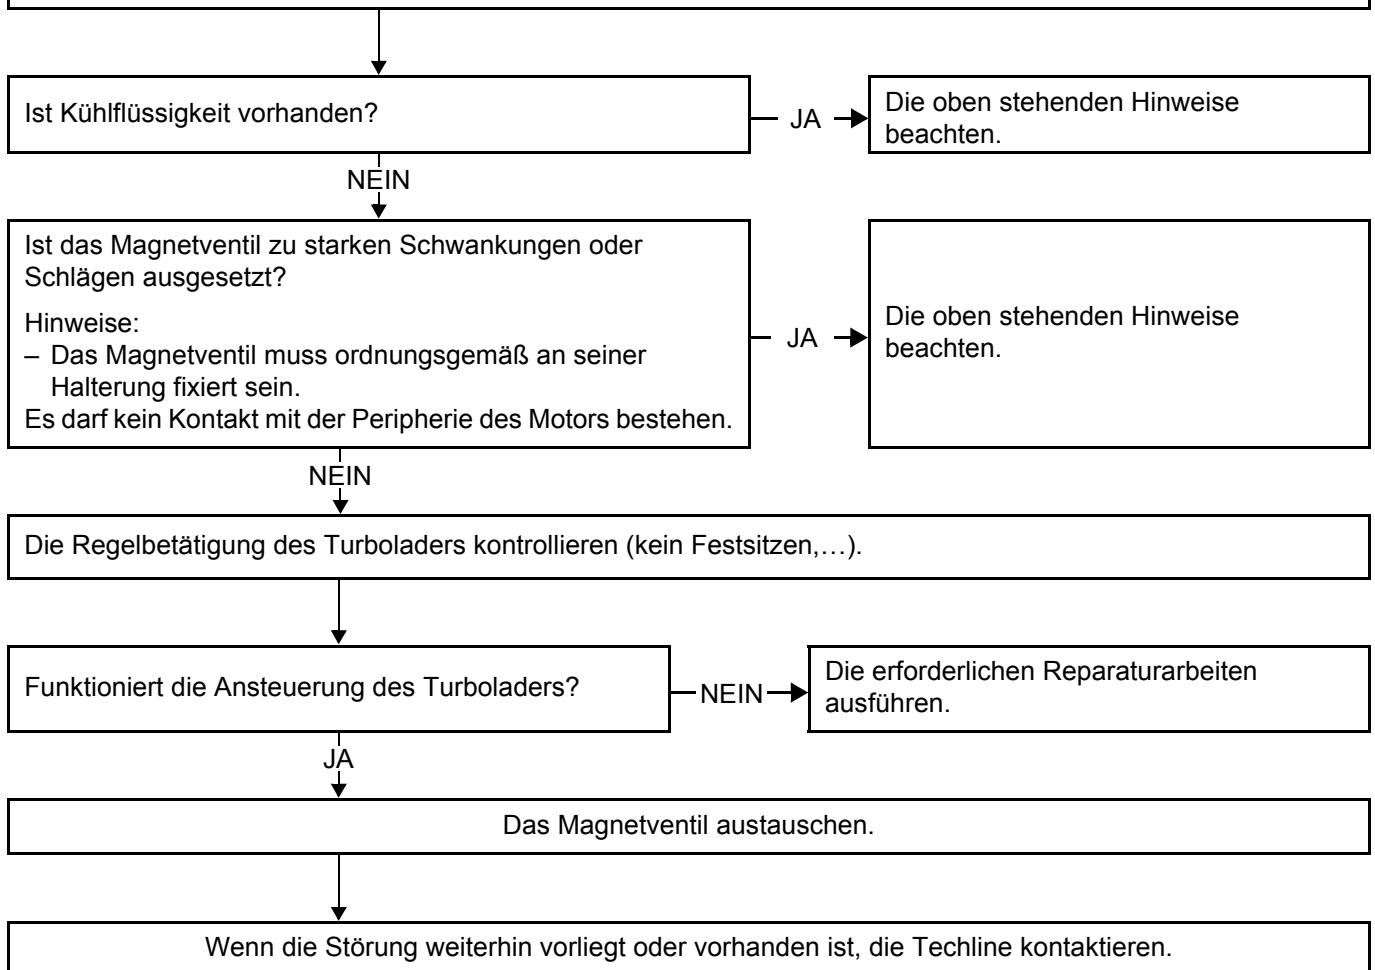 Ist Kühlflüssigkeit vorhanden?
JA
Die oben stehenden Hinweise
beachten.
NEIN
Ist das Magnetventil zu starken Schwankungen oder
Schlägen ausgesetzt?
Hinweise:
– Das Magnetventil muss ordnungsgemäß an seiner
Halterung fixiert sein.
Es darf kein Kontakt mit der Peripherie des Motors bestehen.
JA
Die oben stehenden Hinweise
beachten.
NEIN
Die Regelbetätigung des Turboladers kontrollieren (kein Festsitzen,…).
Funktioniert die Ansteuerung des Turboladers?
NEIN
Die erforderlichen Reparaturarbeiten
ausführen.
JA
Das Magnetventil austauschen.
Wenn die Störung weiterhin vorliegt oder vorhanden ist, die Techline kontaktieren.